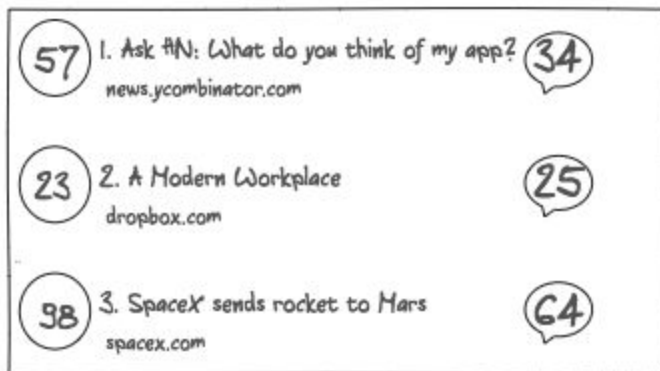 57 1. Ask HN: What do you think of my app? 34
news.ycombinator.com
23 2. A Modern Workplace 25
dropbox.com
98 3. SpaceX sends rocket to Mars 64
spacex.com